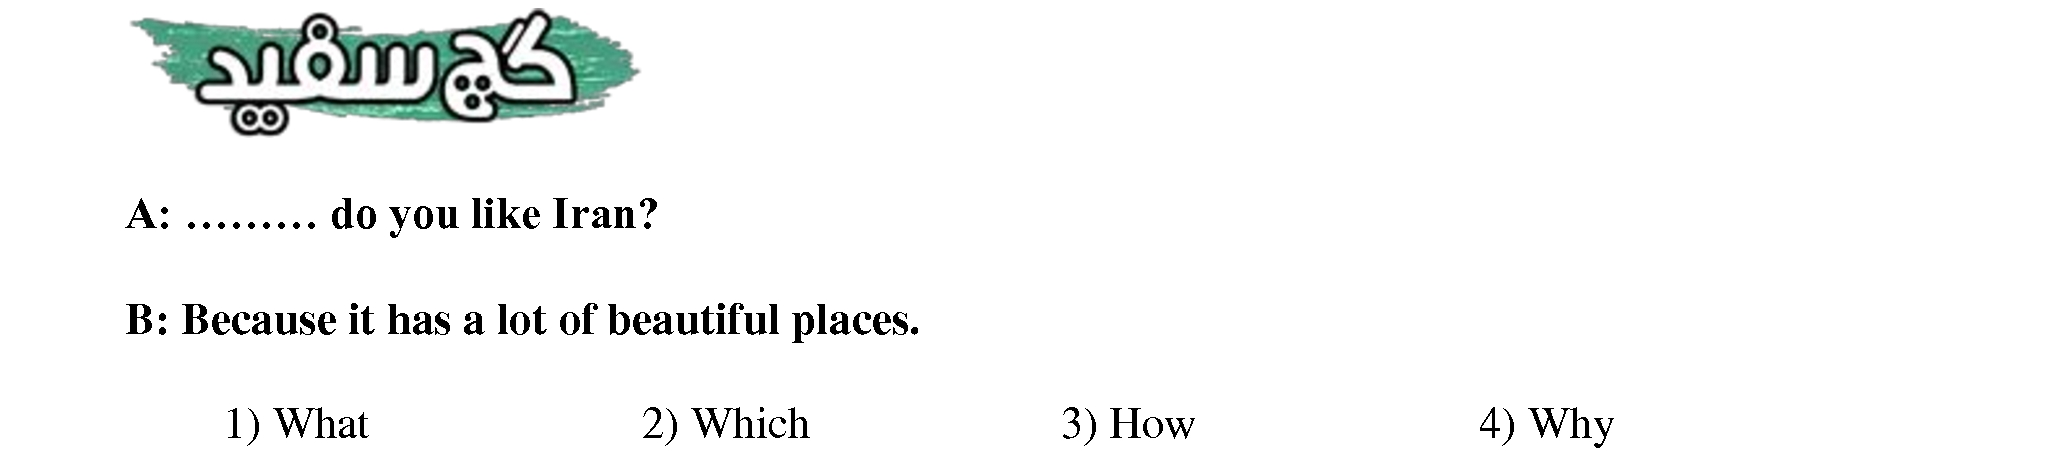 گچ سفید
A: ……… do you like Iran?
B: Because it has a lot of beautiful places.
1) What 2) Which 3) How 4) Why